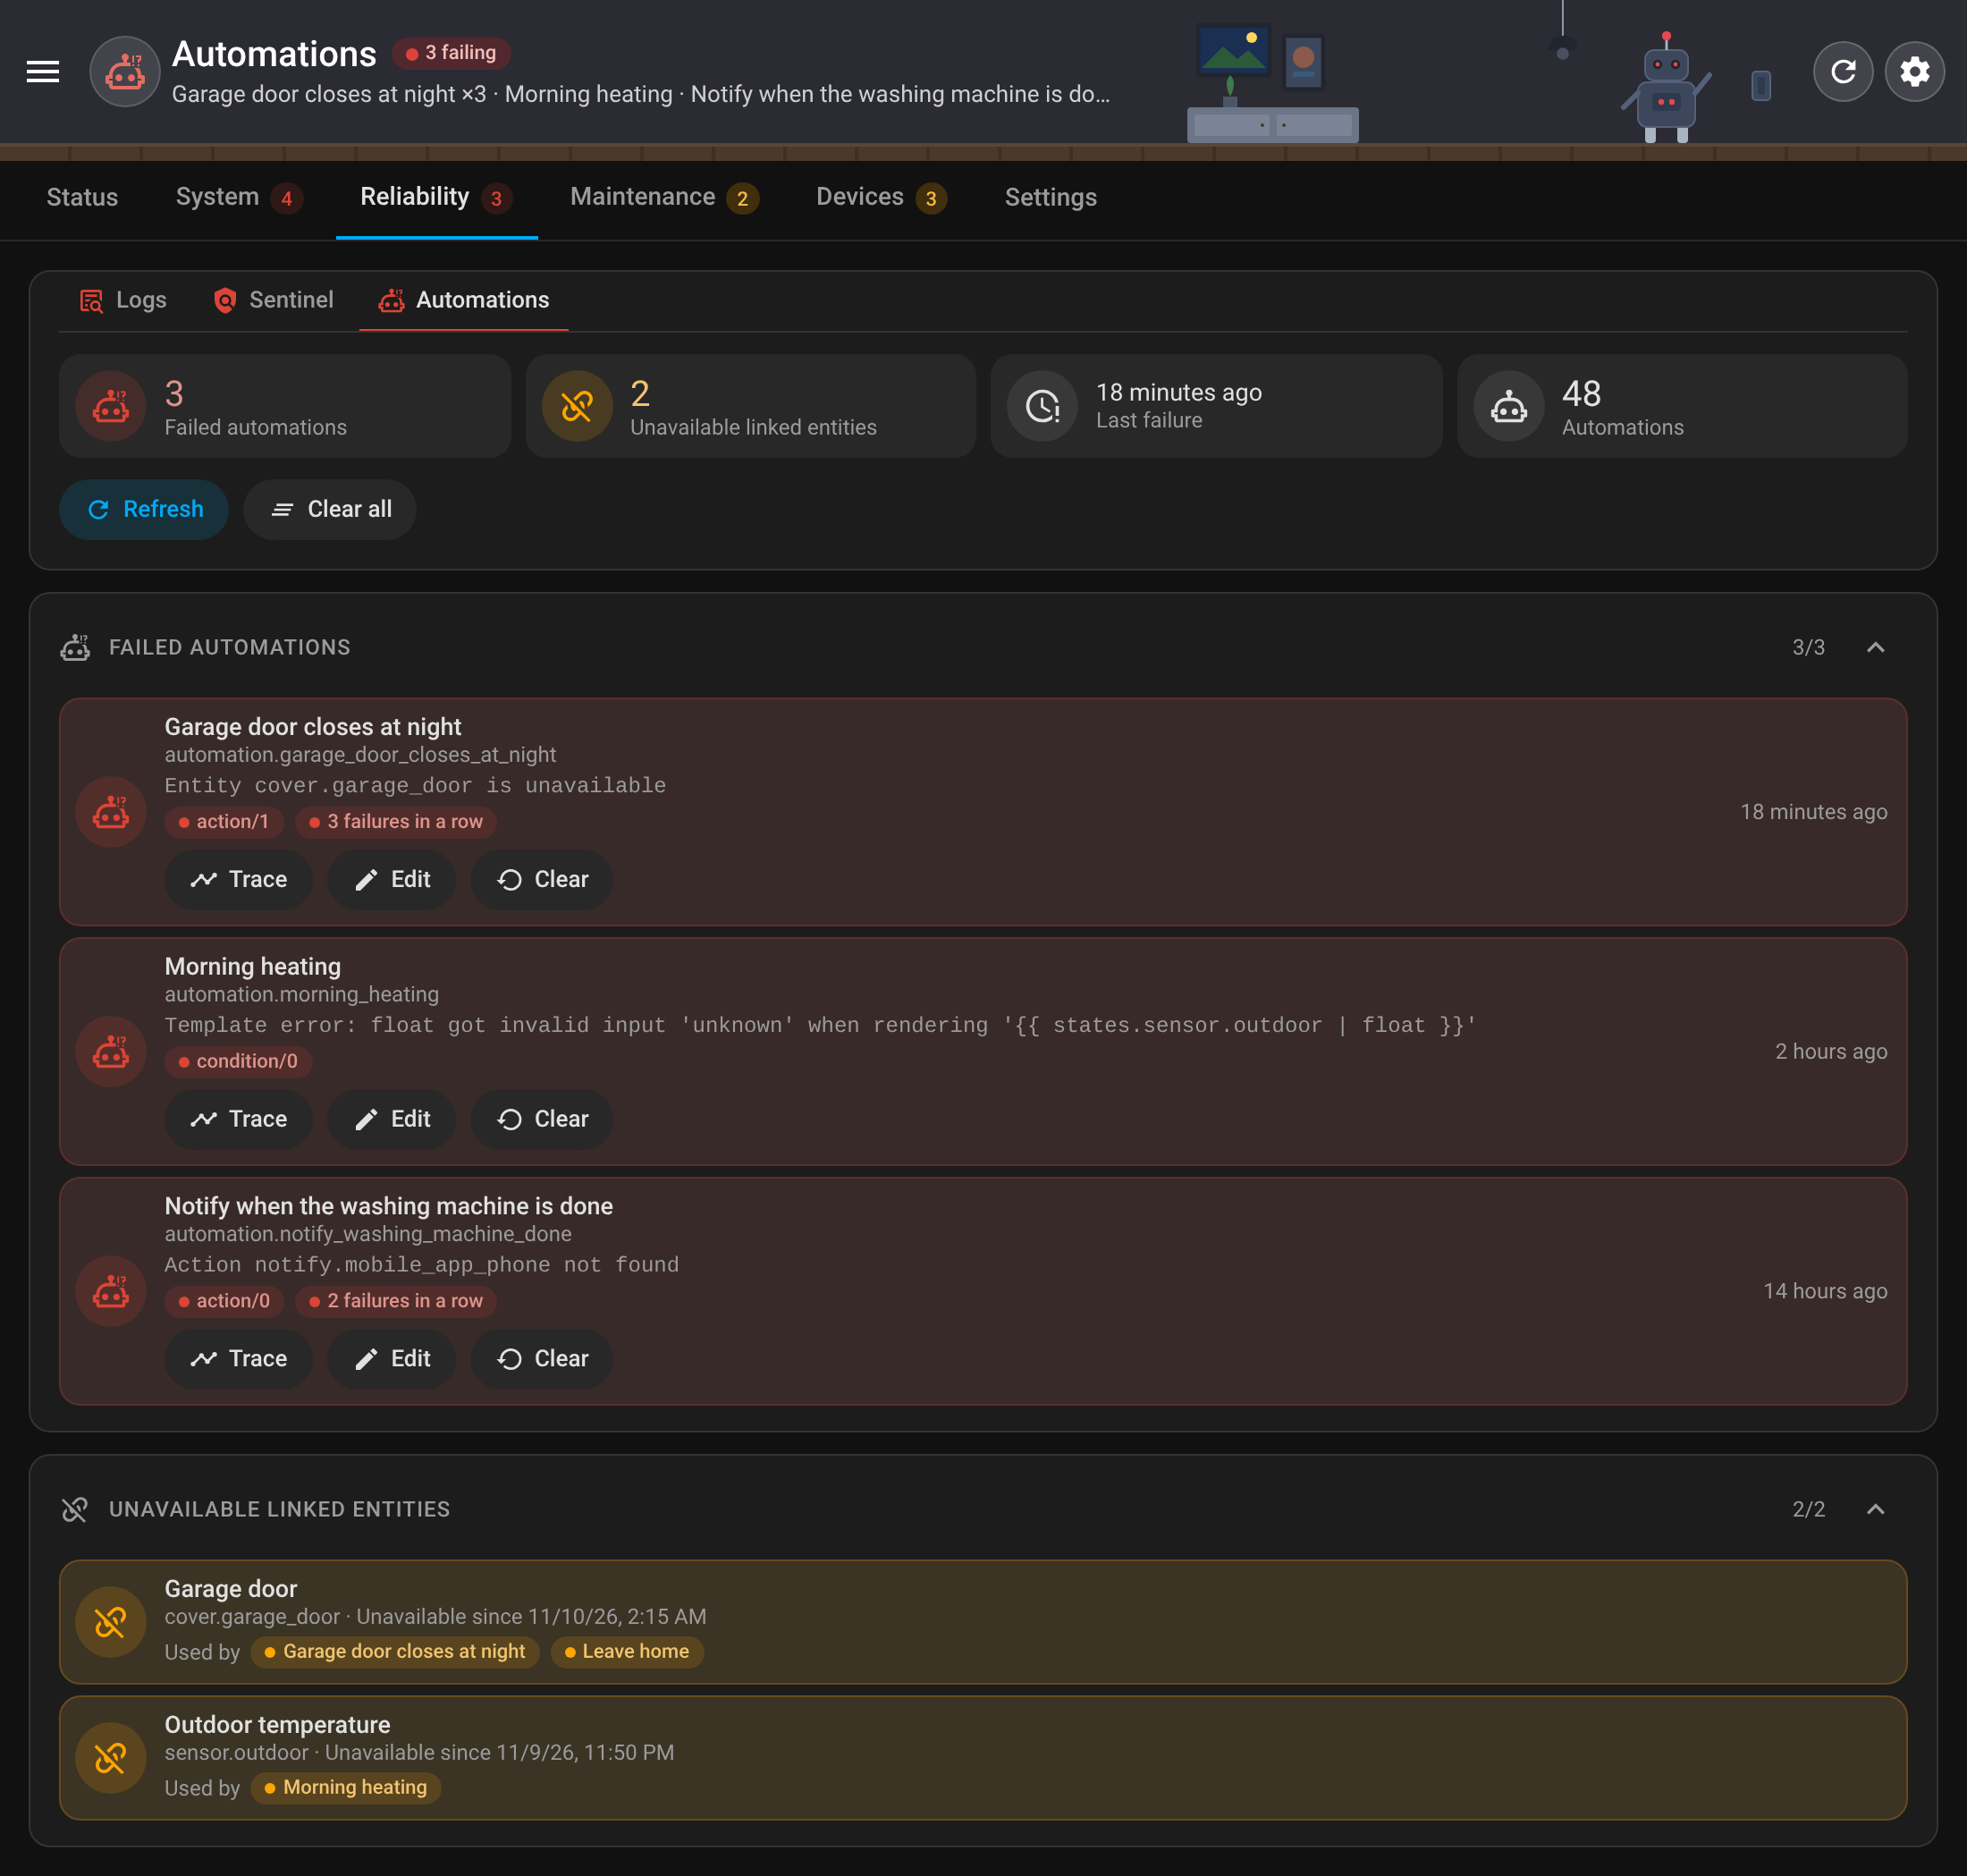 Automations 3 failing
Garage door closes at night ×3 · Morning heating · Notify when the washing machine is do...
Status System 4 Reliability 3 Maintenance 2 Devices 3 Settings
Logs Sentinel Automations
3
Failed automations
2
Unavailable linked entities
18 minutes ago
Last failure
48
Automations
Refresh Clear all
FAILED AUTOMATIONS 3/3
Garage door closes at night
automation.garage_door_closes_at_night
Entity cover.garage_door is unavailable
18 minutes ago
action/1 3 failures in a row
Trace Edit Clear
Morning heating
automation.morning_heating
Template error: float got invalid input 'unknown' when rendering '{{ states.sensor.outdoor | float }}'
2 hours ago
condition/0
Trace Edit Clear
Notify when the washing machine is done
automation.notify_washing_machine_done
Action notify.mobile_app_phone not found
14 hours ago
action/0 2 failures in a row
Trace Edit Clear
UNAVAILABLE LINKED ENTITIES 2/2
Garage door
cover.garage_door · Unavailable since 11/10/26, 2:15 AM
Used by Garage door closes at night Leave home
Outdoor temperature
sensor.outdoor · Unavailable since 11/9/26, 11:50 PM
Used by Morning heating